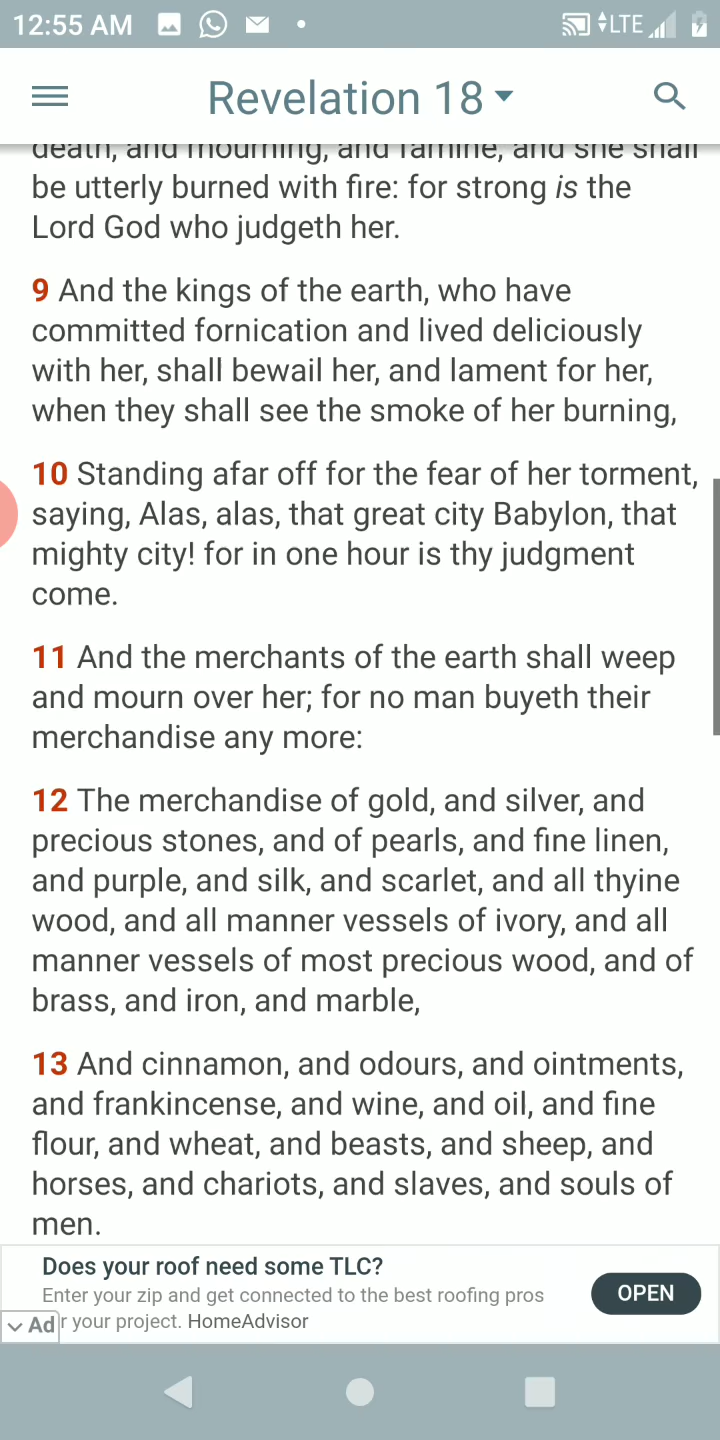 12:55 AM
LTE
Revelation 18
death, and mourning, and famine, and she shall
be utterly burned with fire: for strong is the
Lord God who judgeth her.
9 And the kings of the earth, who have
committed fornication and lived deliciously
with her, shall bewail her, and lament for her,
when they shall see the smoke of her burning,
10 Standing afar off for the fear of her torment,
saying, Alas, alas, that great city Babylon, that
mighty city! for in one hour is thy judgment
come.
11 And the merchants of the earth shall weep
and mourn over her; for no man buyeth their
merchandise any more:
12 The merchandise of gold, and silver, and
precious stones, and of pearls, and fine linen,
and purple, and silk, and scarlet, and all thyine
wood, and all manner vessels of ivory, and all
manner vessels of most precious wood, and of
brass, and iron, and marble,
13 And cinnamon, and odours, and ointments,
and frankincense, and wine, and oil, and fine
flour, and wheat, and beasts, and sheep, and
horses, and chariots, and slaves, and souls of
men.
Does your roof need some TLC?
Enter your zip and get connected to the best roofing pros
r your project. HomeAdvisor
OPEN
Ad